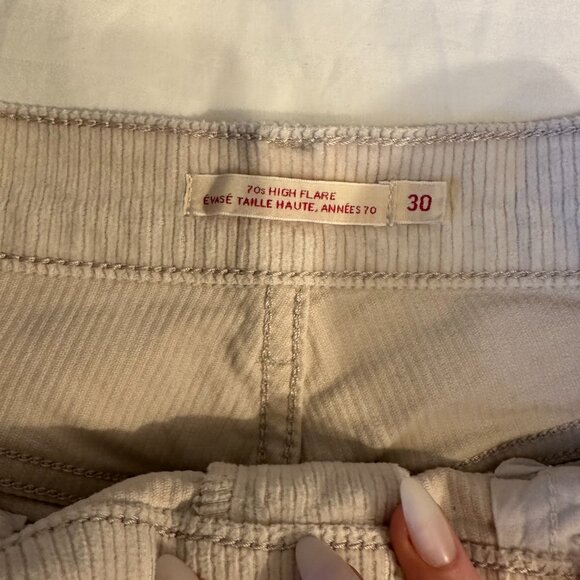 70s HIGH FLARE
ÉVASÉ TAILLE HAUTE, ANNÉES 70
30